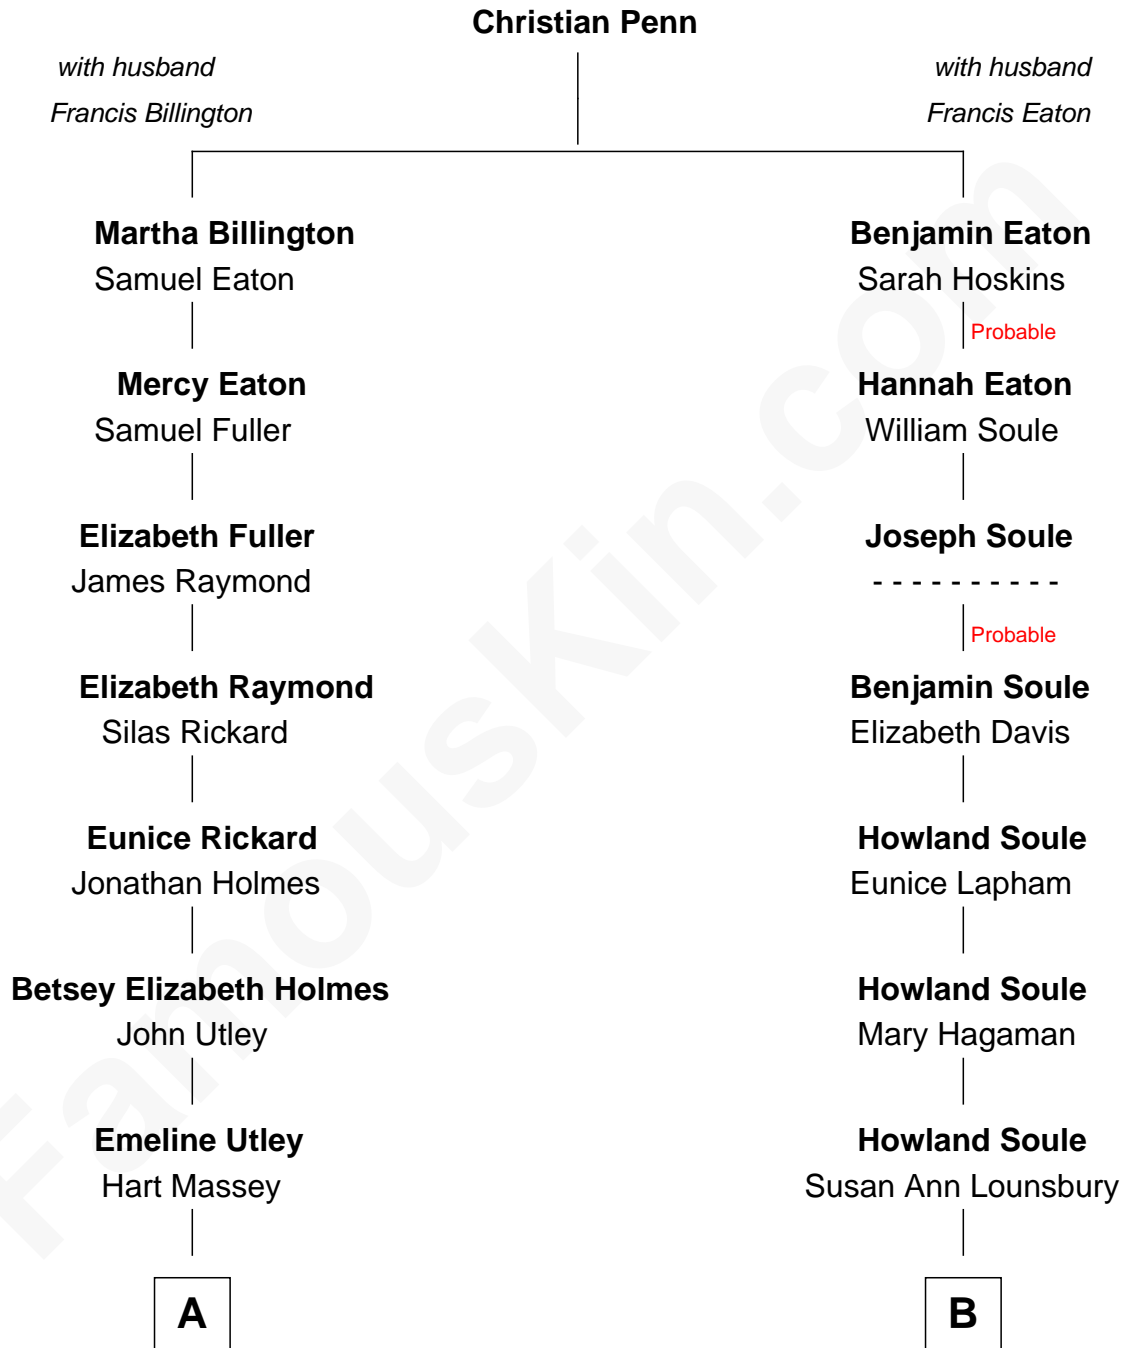 Christian Penn
with husband
Francis Billington
with husband
Francis Eaton
Martha Billington
Samuel Eaton
Benjamin Eaton
Sarah Hoskins
Probable
Mercy Eaton
Samuel Fuller
Hannah Eaton
William Soule
Elizabeth Fuller
James Raymond
Joseph Soule
- - - - - - - - - -
Probable
Elizabeth Raymond
Silas Rickard
Benjamin Soule
Elizabeth Davis
Eunice Rickard
Jonathan Holmes
Howland Soule
Eunice Lapham
Betsey Elizabeth Holmes
John Utley
Howland Soule
Mary Hagaman
Emeline Utley
Hart Massey
Howland Soule
Susan Ann Lounsbury
A
B
FamousKin.com